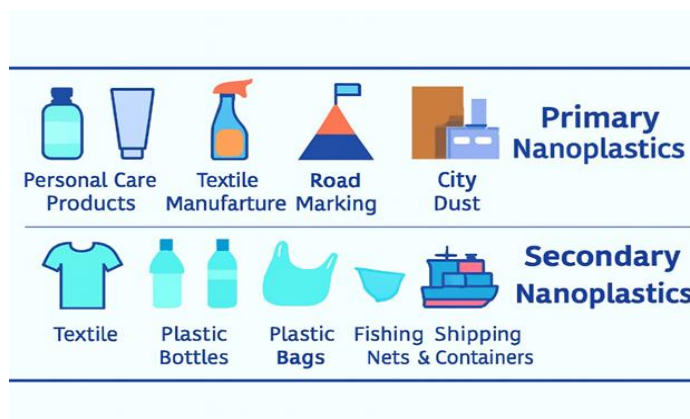 Primary
Nanoplastics
Personal Care
Products
Textile
Manufarture
Road
Marking
City
Dust
Secondary
Nanoplastics
Textile
Plastic
Bottles
Plastic
Bags
Fishing Shipping
Nets & Containers